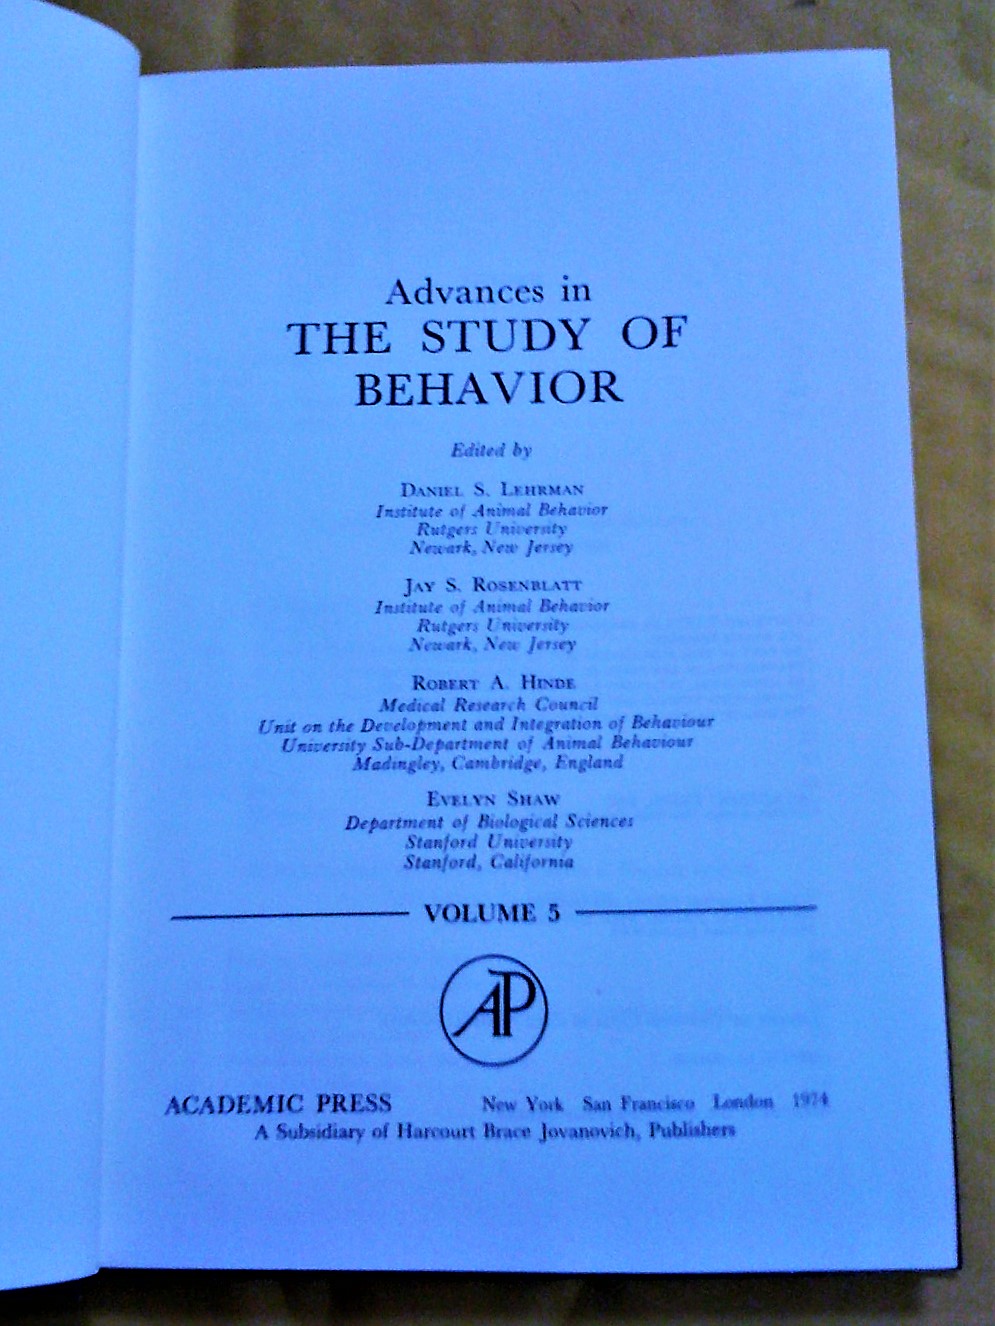 Advances in
THE STUDY OF
BEHAVIOR
Edited by
DANIEL S. LEHRMAN
Institute of Animal Behavior
Rutgers University
Newark, New Jersey
JAY S. ROSENBLATT
Institute of Animal Behavior
Rutgers University
Newark, New Jersey
ROBERT A. HINDE
Medical Research Council
Unit on the Development and Integration of Behaviour
University Sub-Department of Animal Behaviour
Madingley, Cambridge, England
EVELYN SHAW
Department of Biological Sciences
Stanford University
Stanford, California
VOLUME 5
AP
ACADEMIC PRESS New York San Francisco London 1974
A Subsidiary of Harcourt Brace Jovanovich, Publishers